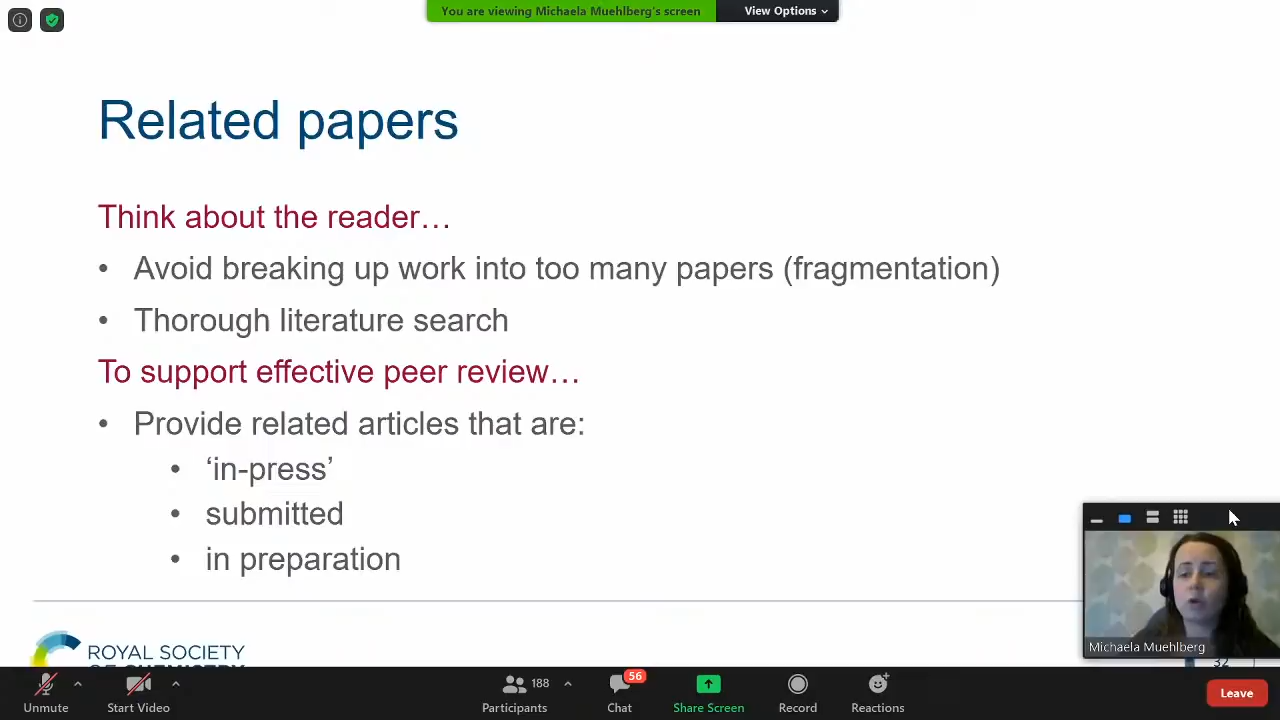 You are viewing Michaela Muehlberg's screen
View Options
Related papers
Think about the reader…
• Avoid breaking up work into too many papers (fragmentation)
• Thorough literature search
To support effective peer review…
• Provide related articles that are:
• ‘in-press’
• submitted
• in preparation
Michaela Muehlberg
ROYAL SOCIETY
OF CHEMISTRY
32
Unmute
Start Video
188
Participants
56
Chat
Share Screen
Record
Reactions
Leave